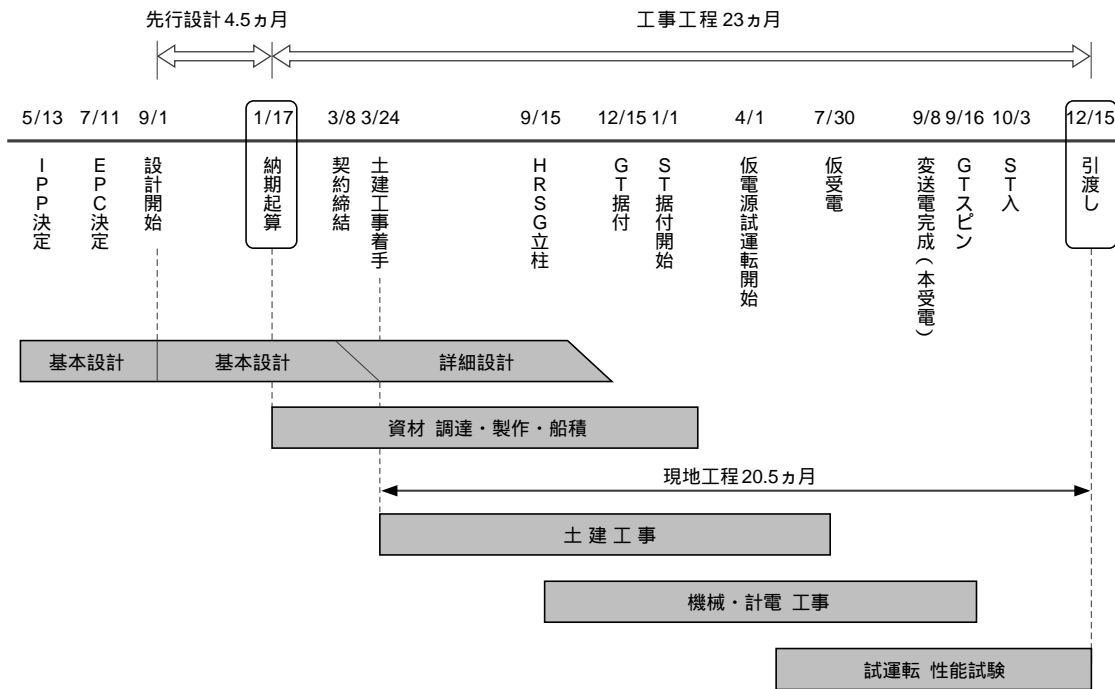 先行設計 4.5ヵ月 工事工程 23ヵ月
5/13 7/11 9/1 1/17 3/8 3/24 9/15 12/15 1/1 4/1 7/30 9/8 9/16 10/3 12/15
IPP決定
EPC決定
設計開始
納期起算
契約締結
土建工事着手
HRSG立柱
GT据付
ST据付開始
仮電源試運転開始
仮受電
変送電完成(本受電)
GTスピン
ST入
引渡し
基本設計 基本設計 詳細設計
資材 調達・製作・船積
現地工程 20.5ヵ月
土 建 工 事
機械・計電 工事
試運転 性能試験